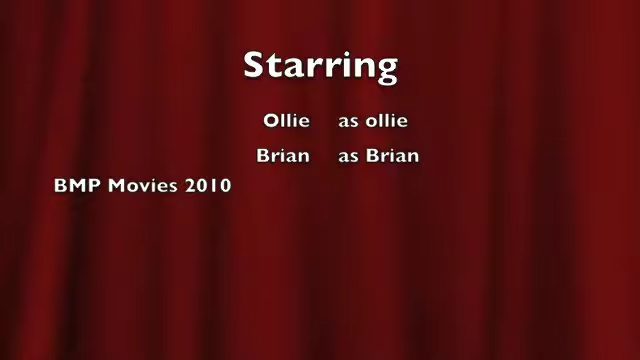 Starring
Ollie as ollie
Brian as Brian
BMP Movies 2010